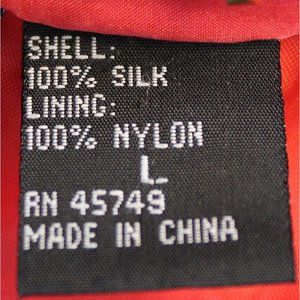 SHELL:
100% SILK
LINING:
100% NYLON
L
RN 45749
MADE IN CHINA